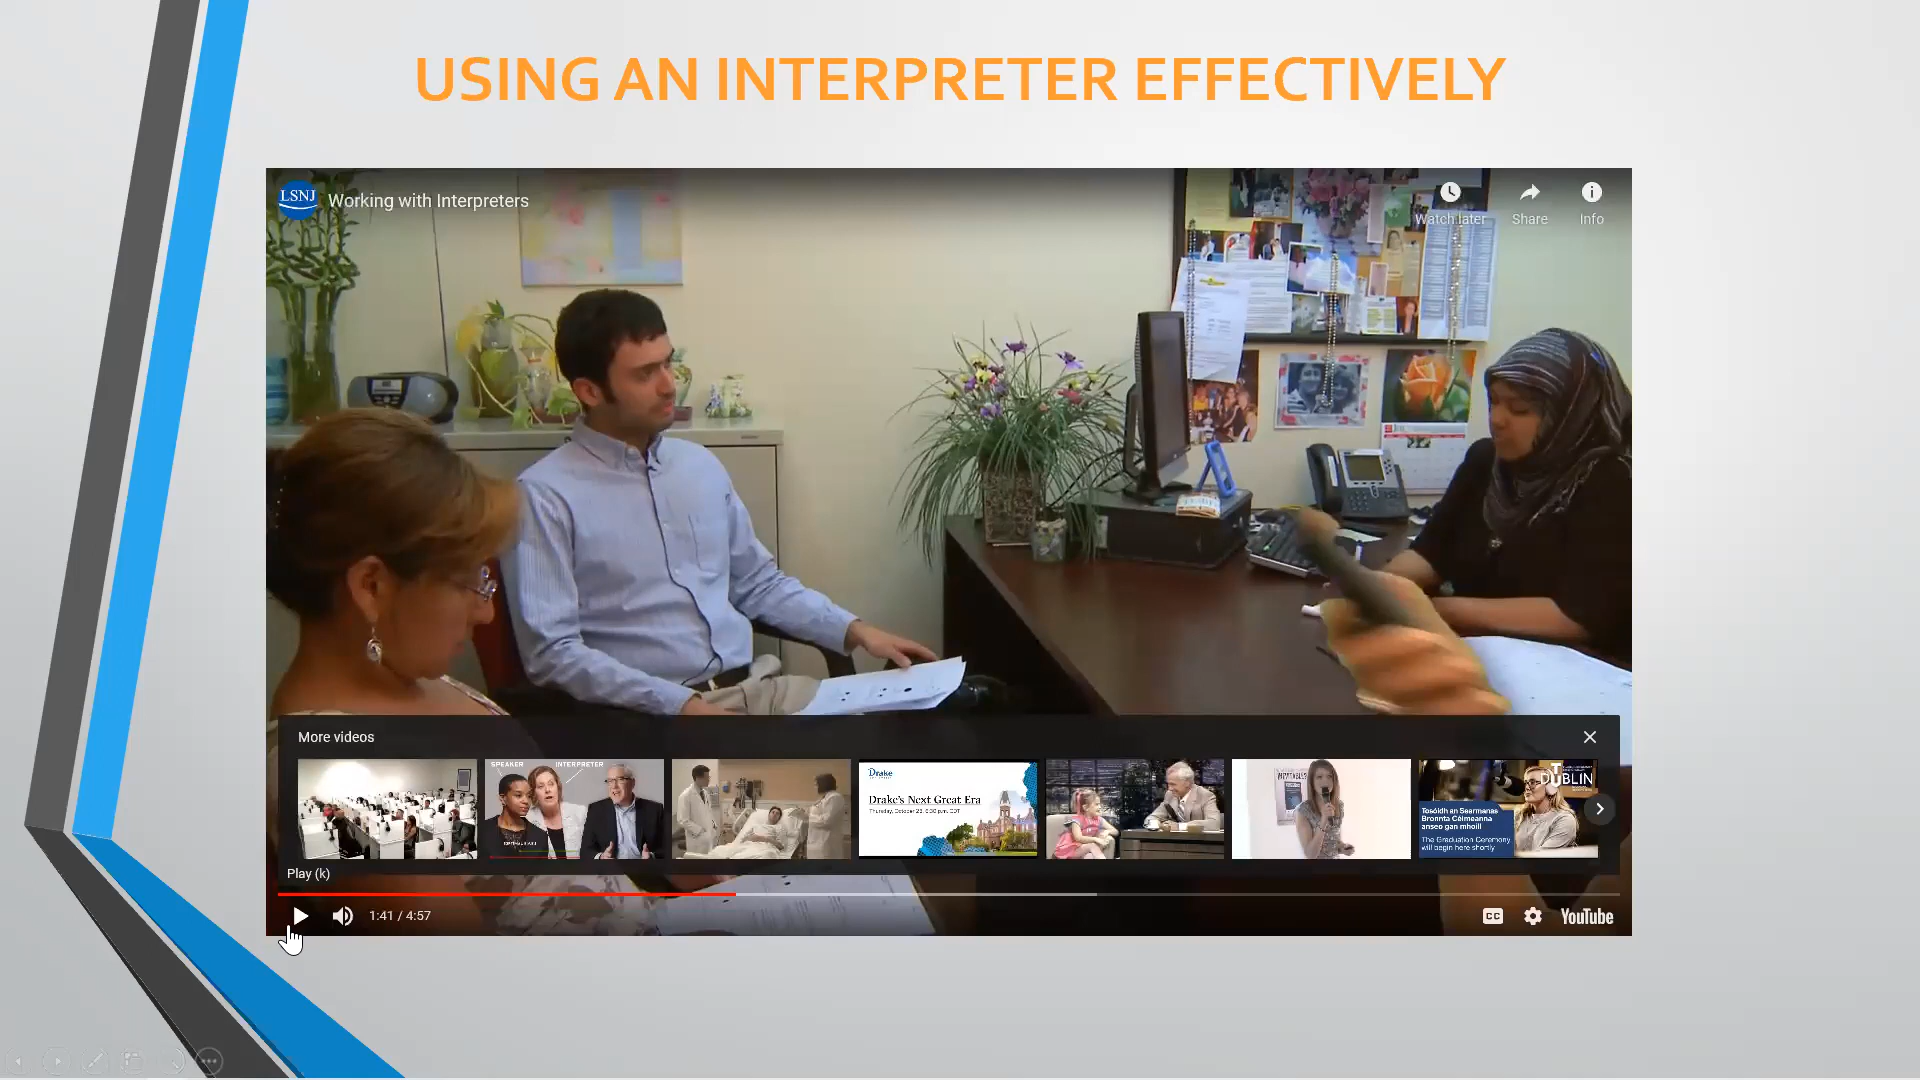 USING AN INTERPRETER EFFECTIVELY
LSNJ
Working with Interpreters
Watch later
Share
Info
More videos
SPEAKER
INTERPRETER
Drake
Drake's Next Great Era
DUBLIN
Tosóidh an Searmanas
Bronnta Céimeanna
anseo gan mhoill
The Graduation Ceremony
will begin here shortly
Play (k)
1:41 / 4:57
CC
YouTube